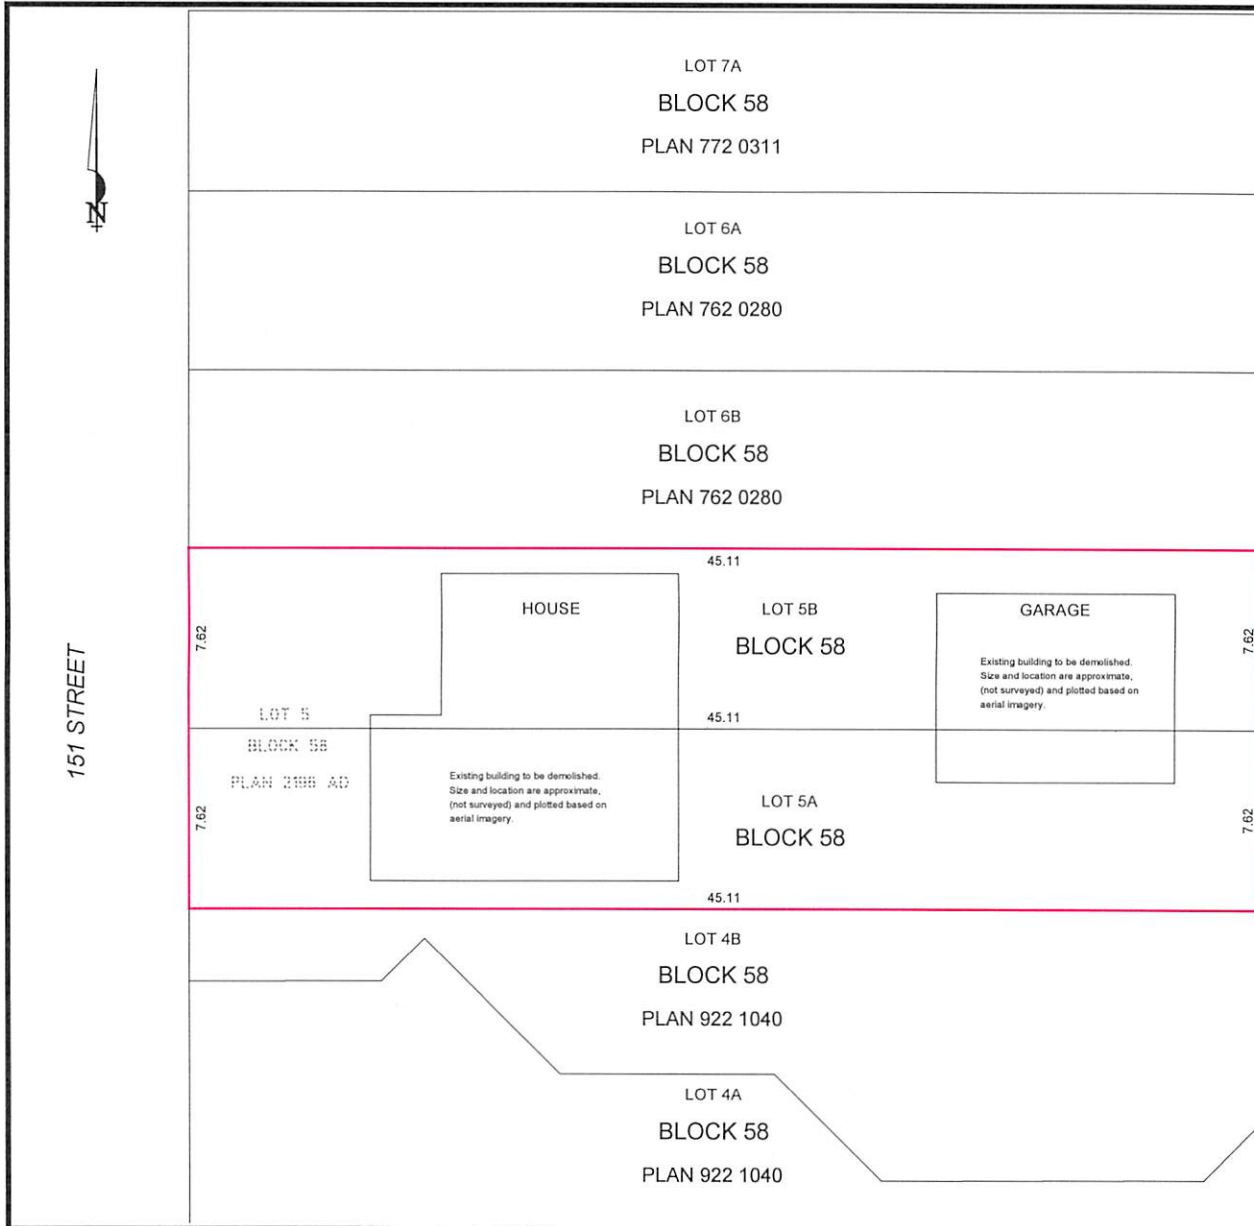 LOT 7A
BLOCK 58
PLAN 772 0311
N
LOT 6A
BLOCK 58
PLAN 762 0280
LOT 6B
BLOCK 58
PLAN 762 0280
45.11
HOUSE
LOT 5B
BLOCK 58
GARAGE
7.62
7.62
Existing building to be demolished.
Size and location are approximate,
(not surveyed) and plotted based on
aerial imagery.
151 STREET
LOT 5
BLOCK 58
PLAN 2196 AD
45.11
Existing building to be demolished.
Size and location are approximate,
(not surveyed) and plotted based on
aerial imagery.
LOT 5A
BLOCK 58
7.62
7.62
45.11
LOT 4B
BLOCK 58
PLAN 922 1040
LOT 4A
BLOCK 58
PLAN 922 1040